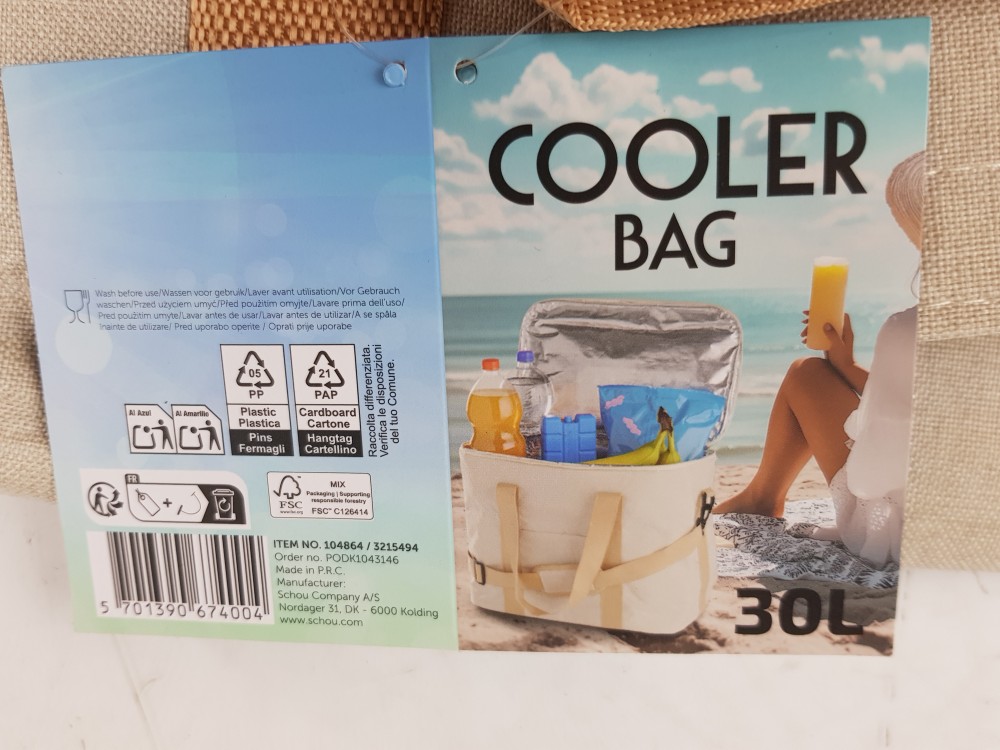 COOLER
BAG
30L
Wash before use/Wassen voor gebruik/Laver avant utilisation/Vor Gebrauch
waschen/Przed użyciem umyć/Před použitím omyjte/Lavare prima dell'uso/
Pred použitím umyte/Lavar antes de usar/Lavar antes de utilizar/A se spăla
înainte de utilizare/ Pred uporabo operite / Oprati prije uporabe
Al Azul
Al Amarillo
05
PP
Plastic
Plastica
Pins
Fermagli
21
PAP
Cardboard
Cartone
Hangtag
Cartellino
Raccolta differenziata.
Verifica le disposizioni
del tuo Comune.
FR
+
FSC
www.fsc.org
MIX
Packaging | Supporting
responsible forestry
FSC™ C126414
5 701390 674004
ITEM NO. 104864 / 3215494
Order no. PODK1043146
Made in P.R.C.
Manufacturer:
Schou Company A/S
Nordager 31, DK - 6000 Kolding
www.schou.com